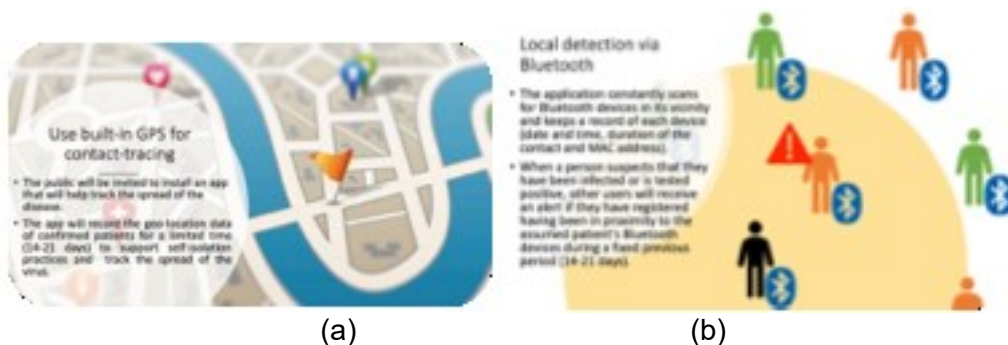 Use built-in GPS for
contact-tracing
• The public will be invited to install an app
that will help track the spread of the
disease.
• The app will record the geo-location data
of confirmed patients for a limited time
(14-21 days) to support self-isolation
practices and track the spread of the
virus.
(a)
Local detection via
Bluetooth
• The application constantly scans
for Bluetooth devices in its vicinity
and keeps a record of each device
(date and time, duration of the
contact and MAC address).
• When a person suspects that they
have been infected or is tested
positive, other users will receive
an alert if they have registered
having been in proximity to the
assumed patient's Bluetooth
devices during a fixed previous
period (14-21 days).
(b)